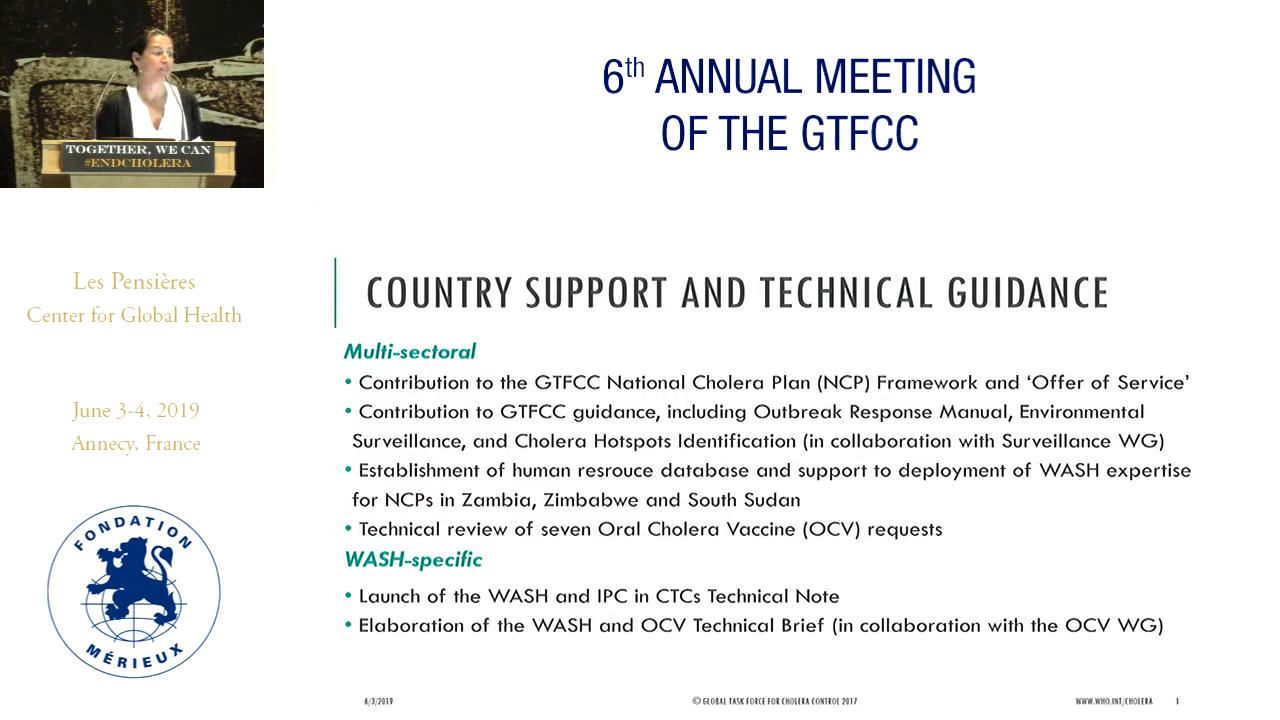 TOGETHER, WE CAN
#ENDCHOLERA
6th ANNUAL MEETING
OF THE GTFCC
Les Pensières
Center for Global Health
June 3-4, 2019
Annecy, France
FONDATION
MÉRIEUX
COUNTRY SUPPORT AND TECHNICAL GUIDANCE
Multi-sectoral
• Contribution to the GTFCC National Cholera Plan (NCP) Framework and ‘Offer of Service’
• Contribution to GTFCC guidance, including Outbreak Response Manual, Environmental
Surveillance, and Cholera Hotspots Identification (in collaboration with Surveillance WG)
• Establishment of human resrouce database and support to deployment of WASH expertise
for NCPs in Zambia, Zimbabwe and South Sudan
• Technical review of seven Oral Cholera Vaccine (OCV) requests
WASH-specific
• Launch of the WASH and IPC in CTCs Technical Note
• Elaboration of the WASH and OCV Technical Brief (in collaboration with the OCV WG)
6/3/2019
© GLOBAL TASK FORCE FOR CHOLERA CONTROL 2017
WWW.WHO.INT/CHOLERA
1